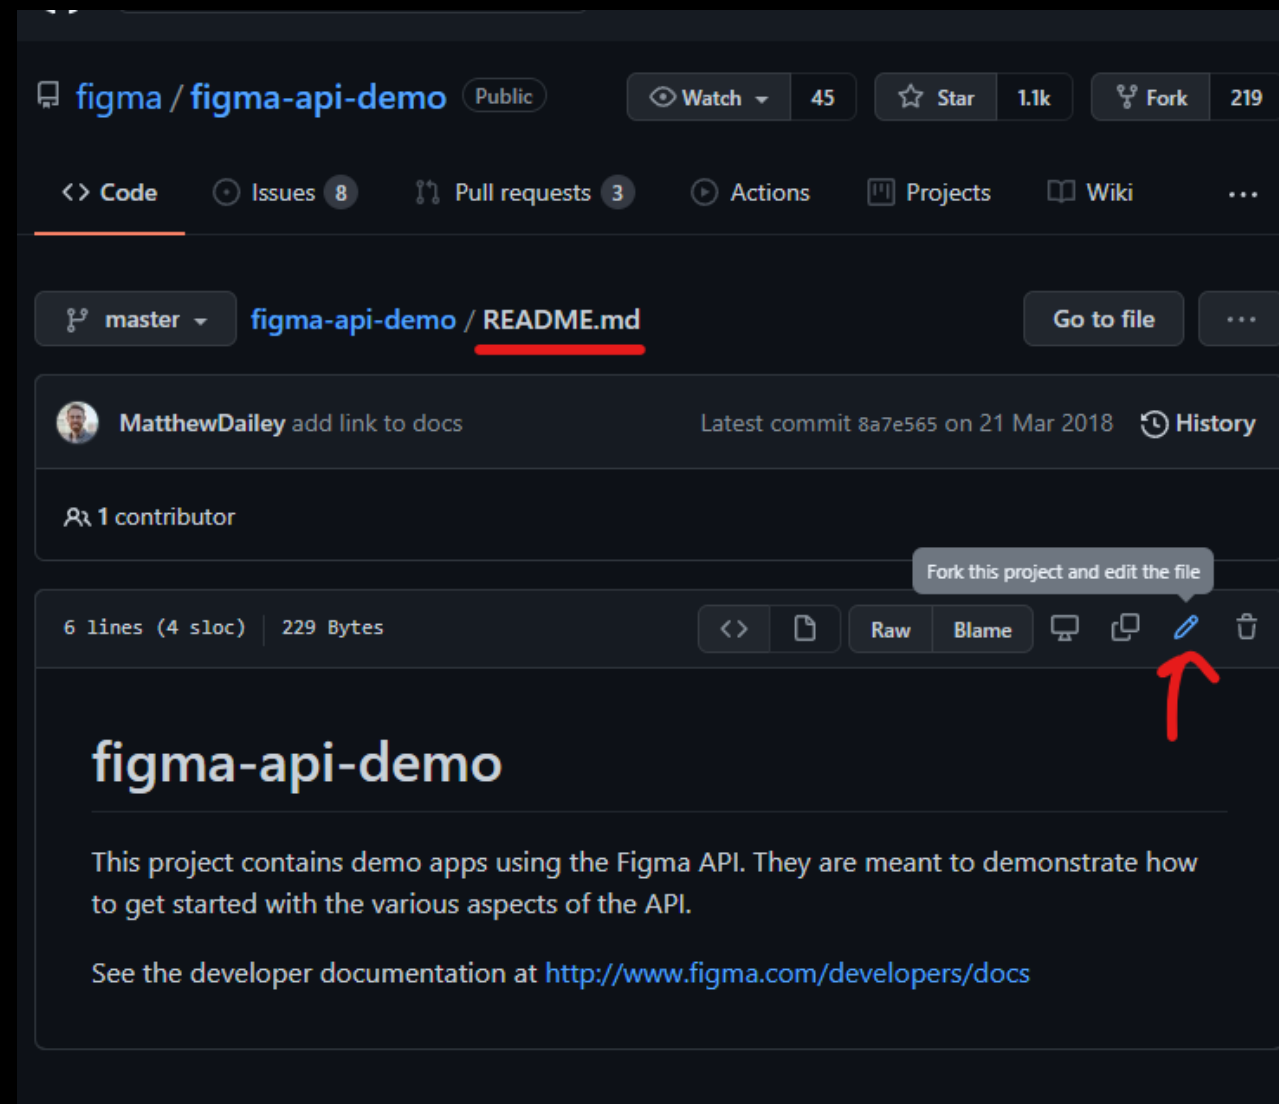 figma / figma-api-demo Public Watch 45 Star 1.1k Fork 219
Code Issues 8 Pull requests 3 Actions Projects Wiki ...
master figma-api-demo / README.md Go to file ...
MatthewDailey add link to docs Latest commit 8a7e565 on 21 Mar 2018 History
1 contributor
Fork this project and edit the file
6 lines (4 sloc) 229 Bytes <> Raw Blame
figma-api-demo
This project contains demo apps using the Figma API. They are meant to demonstrate how
to get started with the various aspects of the API.
See the developer documentation at http://www.figma.com/developers/docs